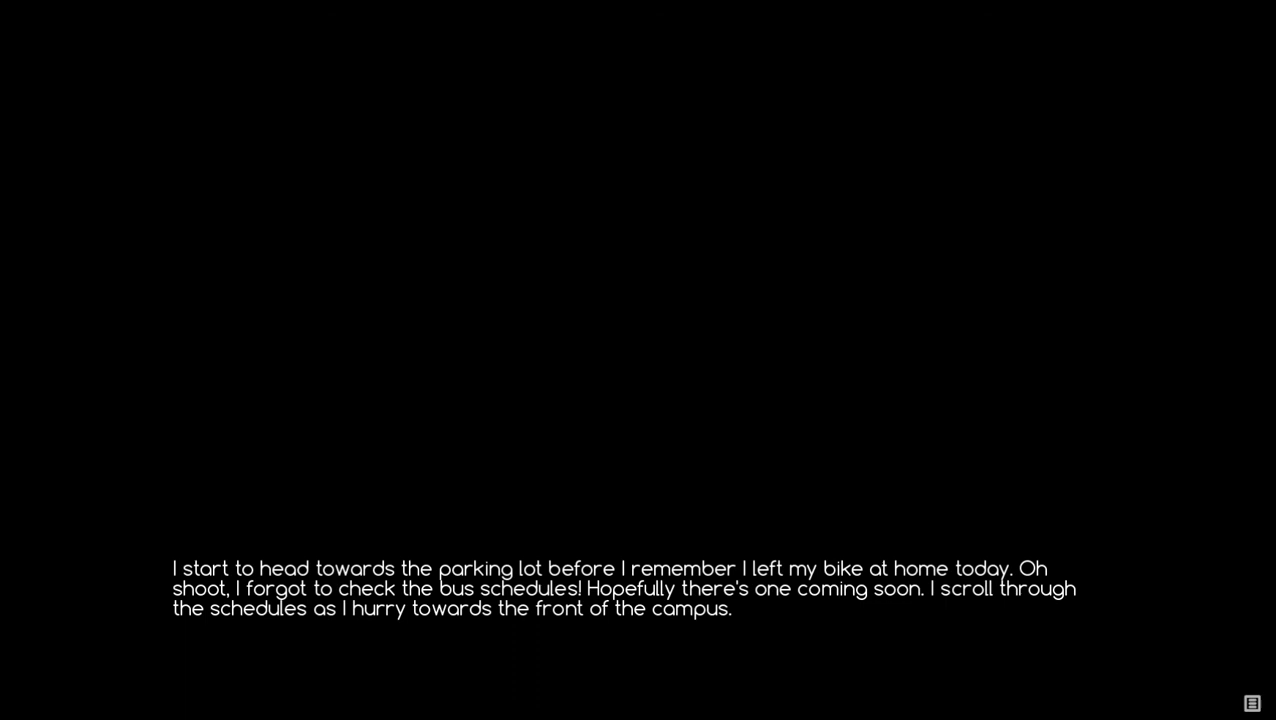 I start to head towards the parking lot before I remember I left my bike at home today. Oh
shoot, I forgot to check the bus schedules! Hopefully there's one coming soon. I scroll through
the schedules as I hurry towards the front of the campus.